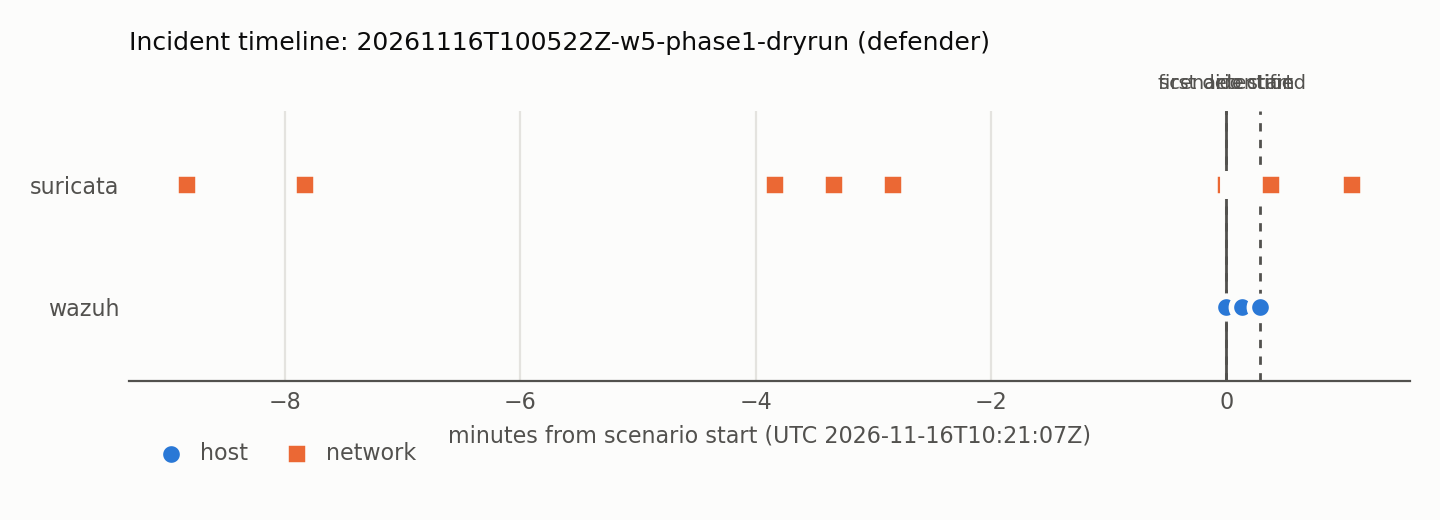 Incident timeline: 20261116T100522Z-w5-phase1-dryrun (defender)
suricata
wazuh
−8 −6 −4 −2 0
minutes from scenario start (UTC 2026-11-16T10:21:07Z)
host network